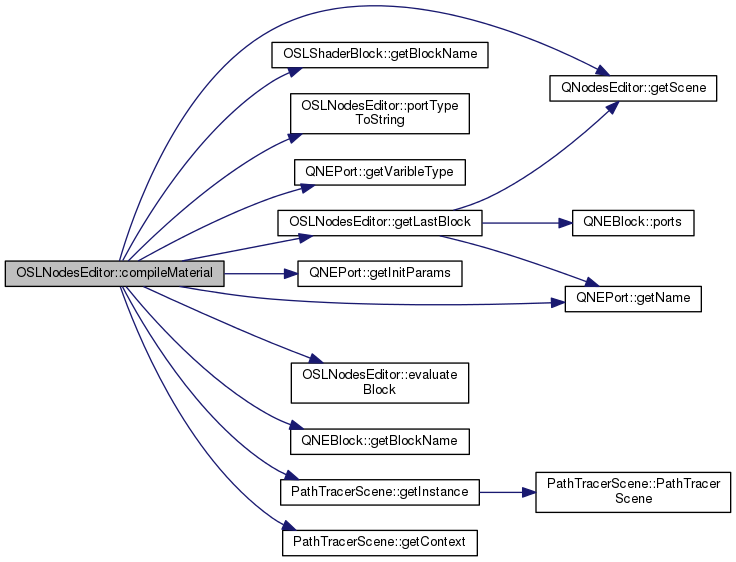 OSLShaderBlock::getBlockName
QNodesEditor::getScene
OSLNodesEditor::portType
ToString
QNEPort::getVaribleType
OSLNodesEditor::getLastBlock
QNEBlock::ports
OSLNodesEditor::compileMaterial
QNEPort::getInitParams
QNEPort::getName
OSLNodesEditor::evaluate
Block
QNEBlock::getBlockName
PathTracerScene::getInstance
PathTracerScene::PathTracer
Scene
PathTracerScene::getContext